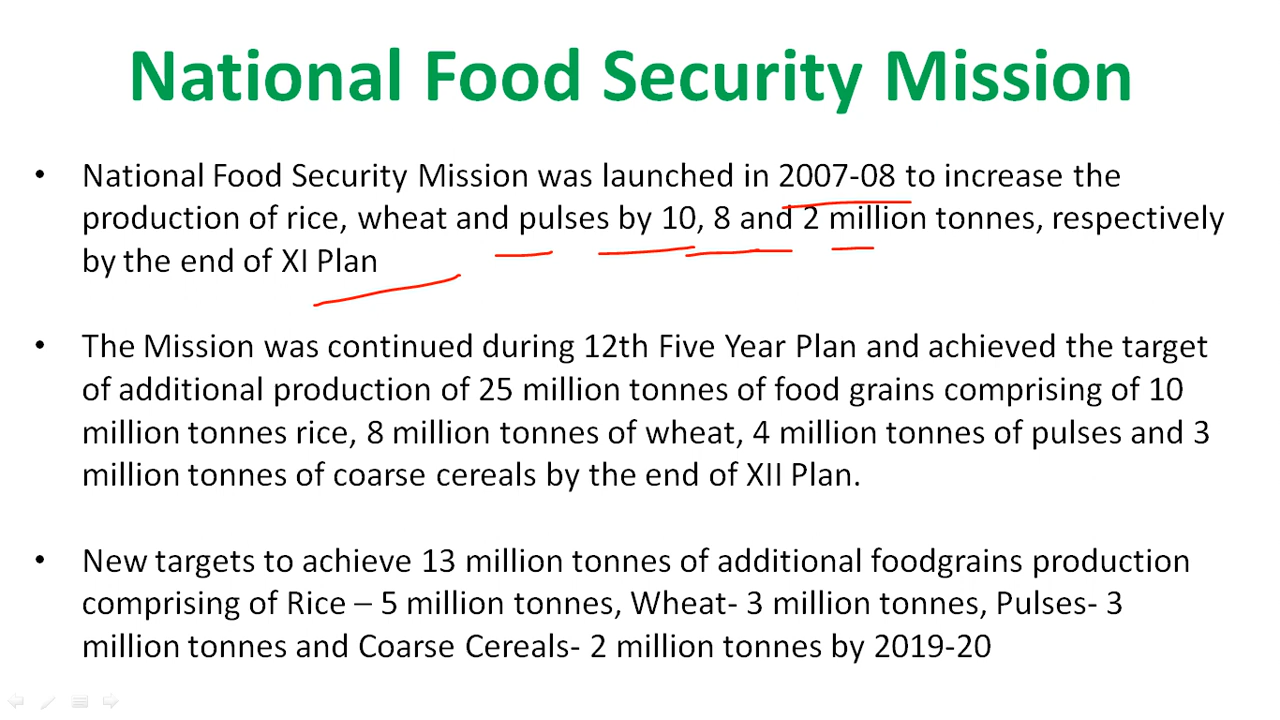 National Food Security Mission
• National Food Security Mission was launched in 2007-08 to increase the
production of rice, wheat and pulses by 10, 8 and 2 million tonnes, respectively
by the end of XI Plan
• The Mission was continued during 12th Five Year Plan and achieved the target
of additional production of 25 million tonnes of food grains comprising of 10
million tonnes rice, 8 million tonnes of wheat, 4 million tonnes of pulses and 3
million tonnes of coarse cereals by the end of XII Plan.
• New targets to achieve 13 million tonnes of additional foodgrains production
comprising of Rice – 5 million tonnes, Wheat- 3 million tonnes, Pulses- 3
million tonnes and Coarse Cereals- 2 million tonnes by 2019-20